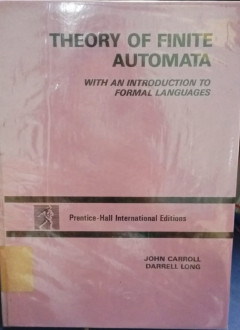 THEORY OF FINITE
AUTOMATA
WITH AN INTRODUCTION TO
FORMAL LANGUAGES
Prentice-Hall International Editions
JOHN CARROLL
DARRELL LONG